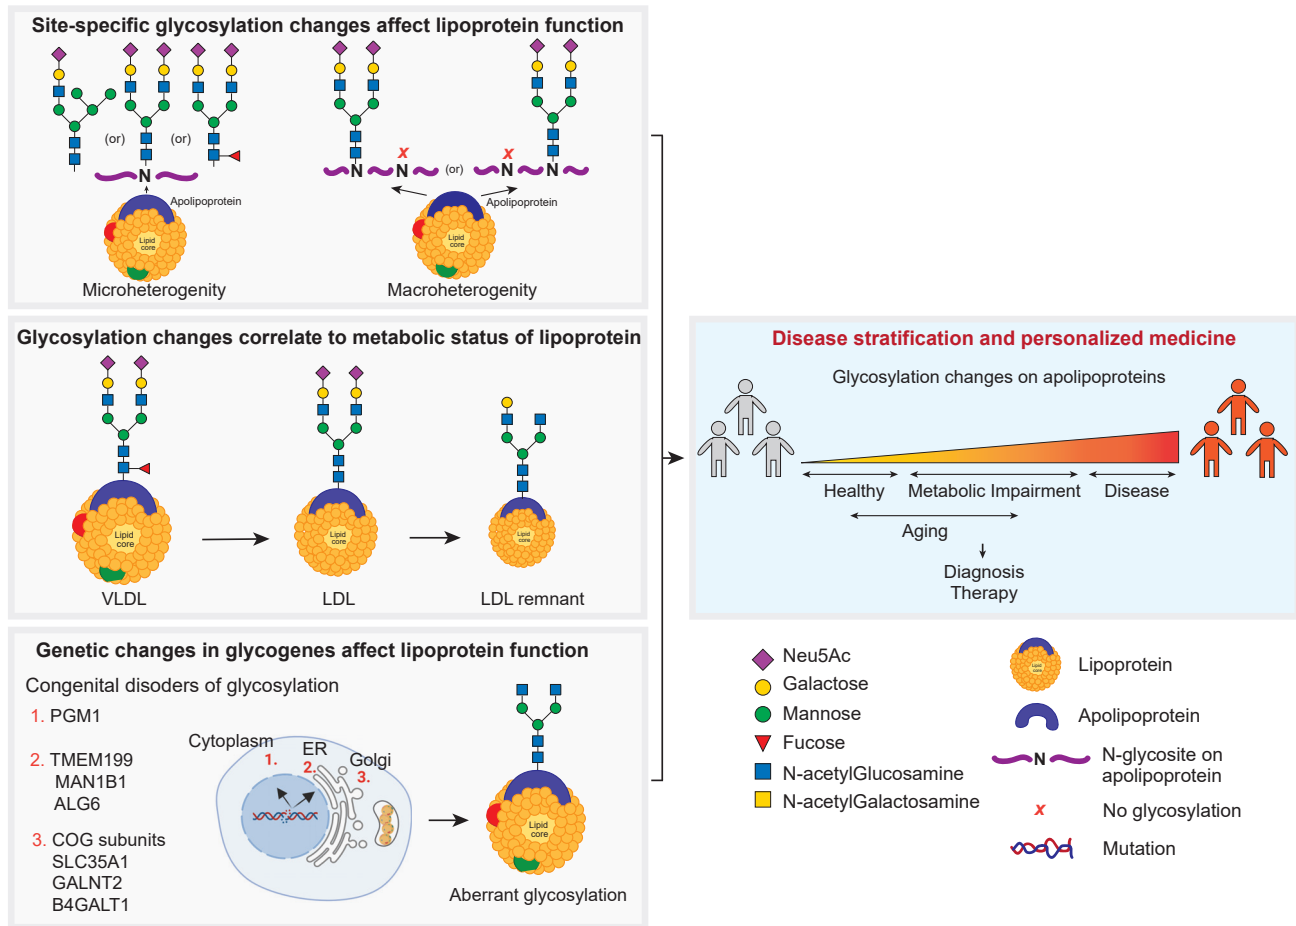 Site-specific glycosylation changes affect lipoprotein function
(or)
(or)
N
Apolipoprotein
Lipid
core
Microheterogenity
x
x
N
N
(or)
N
N
Apolipoprotein
Lipid
core
Macroheterogenity
Glycosylation changes correlate to metabolic status of lipoprotein
Lipid
core
Lipid
core
Lipid
core
VLDL
LDL
LDL remnant
Genetic changes in glycogenes affect lipoprotein function
Congenital disoders of glycosylation
1. PGM1
2. TMEM199
MAN1B1
ALG6
3. COG subunits
SLC35A1
GALNT2
B4GALT1
Cytoplasm
ER
Golgi
1.
2.
3.
Lipid
core
Aberrant glycosylation
Disease stratification and personalized medicine
Glycosylation changes on apolipoproteins
Healthy
Metabolic Impairment
Disease
Aging
Diagnosis
Therapy
Neu5Ac
Galactose
Mannose
Fucose
N-acetylGlucosamine
N-acetylGalactosamine
Lipid
core
Lipoprotein
Apolipoprotein
N
N-glycosite on
apolipoprotein
x
No glycosylation
Mutation